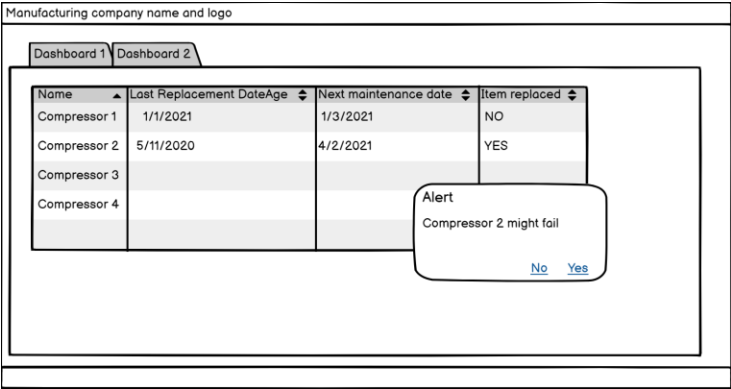 Manufacturing company name and logo
Dashboard 1 Dashboard 2
Name Last Replacement DateAge Next maintenance date Item replaced
Compressor 1 1/1/2021 1/3/2021 NO
Compressor 2 5/11/2020 4/2/2021 YES
Compressor 3
Compressor 4
Alert
Compressor 2 might fail
No Yes